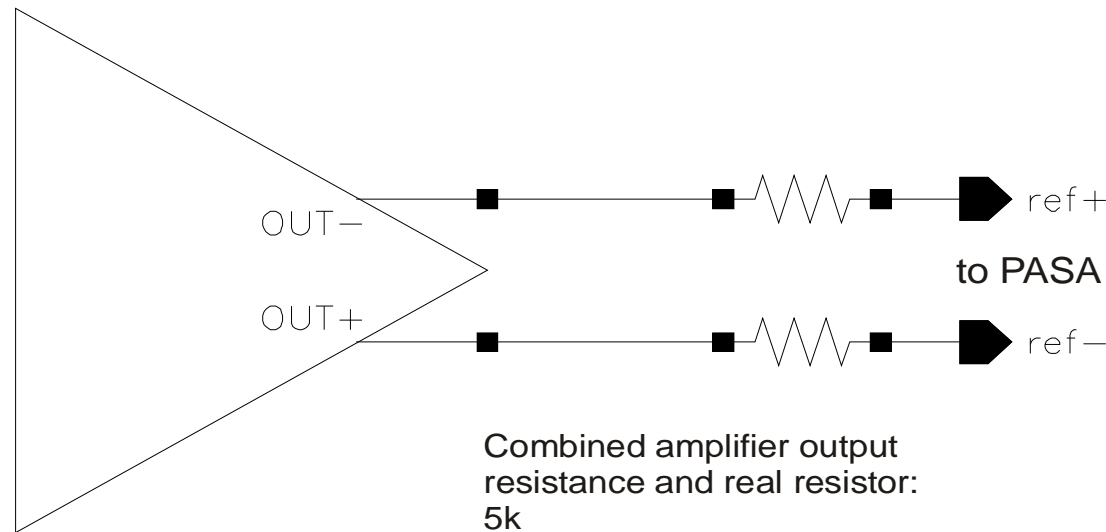 OUT-
ref+
to PASA
OUT+
ref-
Combined amplifier output
resistance and real resistor:
5k